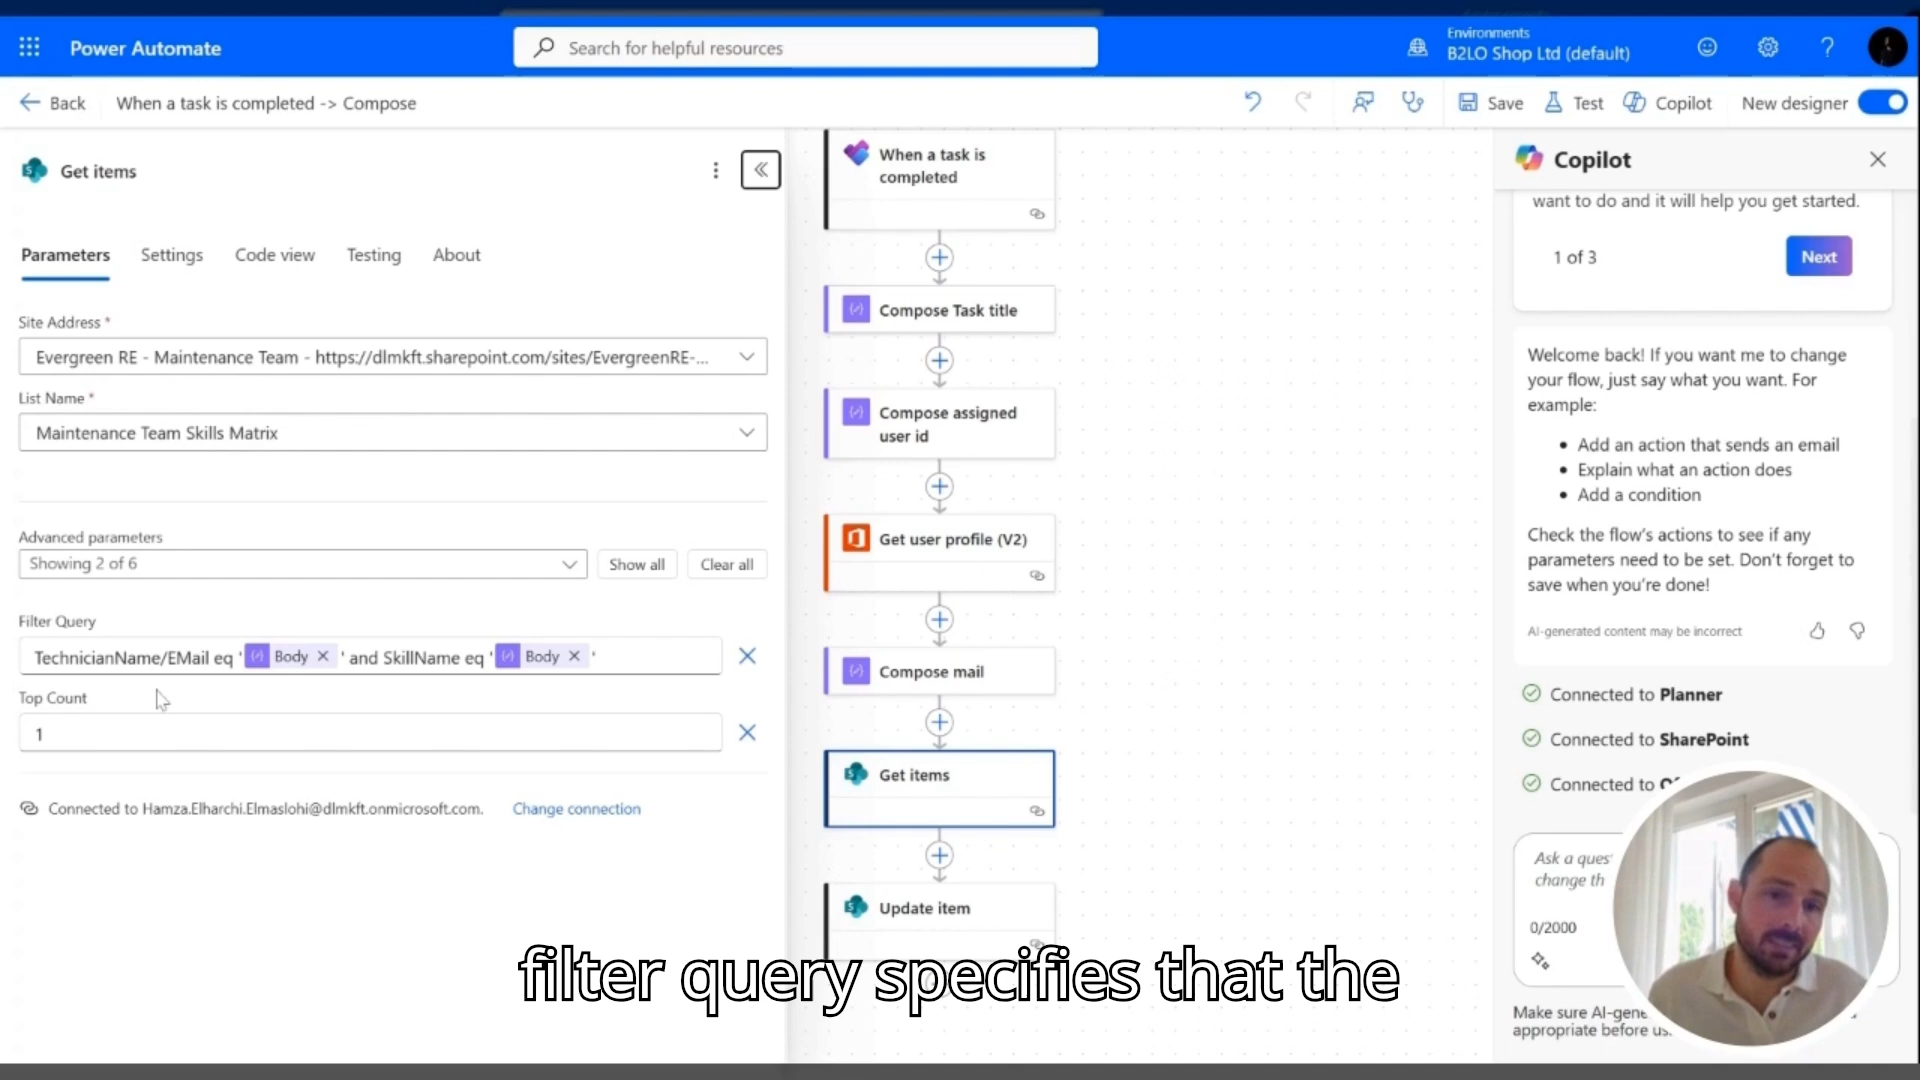 Power Automate
Search for helpful resources
Environments
B2LO Shop Ltd (default)
Back
When a task is completed -> Compose
Save
Test
Copilot
New designer
Get items
Parameters
Settings
Code view
Testing
About
Site Address *
Evergreen RE - Maintenance Team - https://dlmkft.sharepoint.com/sites/EvergreenRE-...
List Name *
Maintenance Team Skills Matrix
Advanced parameters
Showing 2 of 6
Show all
Clear all
Filter Query
TechnicianName/EMail eq ' Body ' and SkillName eq ' Body '
Top Count
1
Connected to Hamza.Elharchi.Elmaslohi@dlmkft.onmicrosoft.com.
Change connection
When a task is
completed
Compose Task title
Compose assigned
user id
Get user profile (V2)
Compose mail
Get items
Update item
Copilot
want to do and it will help you get started.
1 of 3
Next
Welcome back! If you want me to change
your flow, just say what you want. For
example:
• Add an action that sends an email
• Explain what an action does
• Add a condition
Check the flow's actions to see if any
parameters need to be set. Don't forget to
save when you're done!
AI-generated content may be incorrect
Connected to Planner
Connected to SharePoint
Connected to
Ask a
change th
0/2000
Make sure
appropriate before
filter query specifies that the